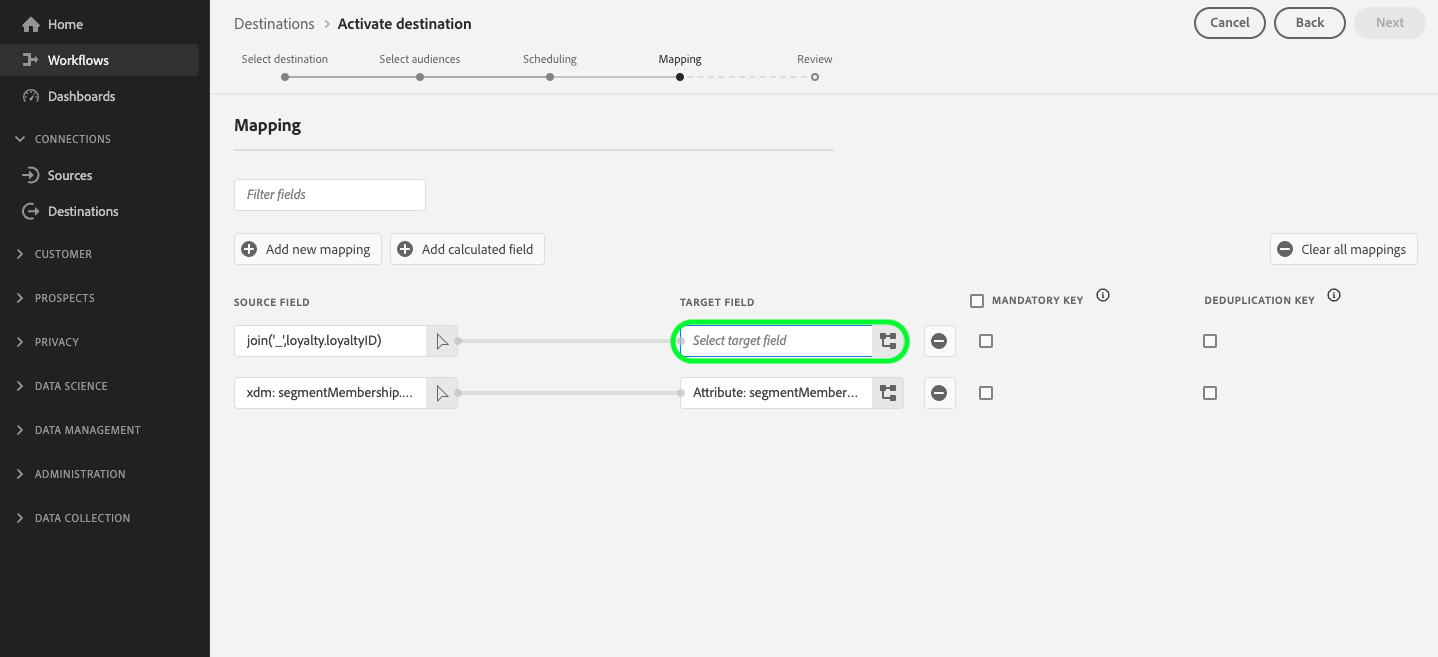 Home
Workflows
Dashboards
CONNECTIONS
Sources
Destinations
CUSTOMER
PROSPECTS
PRIVACY
DATA SCIENCE
DATA MANAGEMENT
ADMINISTRATION
DATA COLLECTION
Destinations > Activate destination
Cancel Back Next
Select destination Select audiences Scheduling Mapping Review
Mapping
Filter fields
Add new mapping Add calculated field Clear all mappings
SOURCE FIELD TARGET FIELD MANDATORY KEY DEDUPLICATION KEY
join('_',loyalty.loyaltyID) Select target field
xdm: segmentMembership.... Attribute: segmentMember...